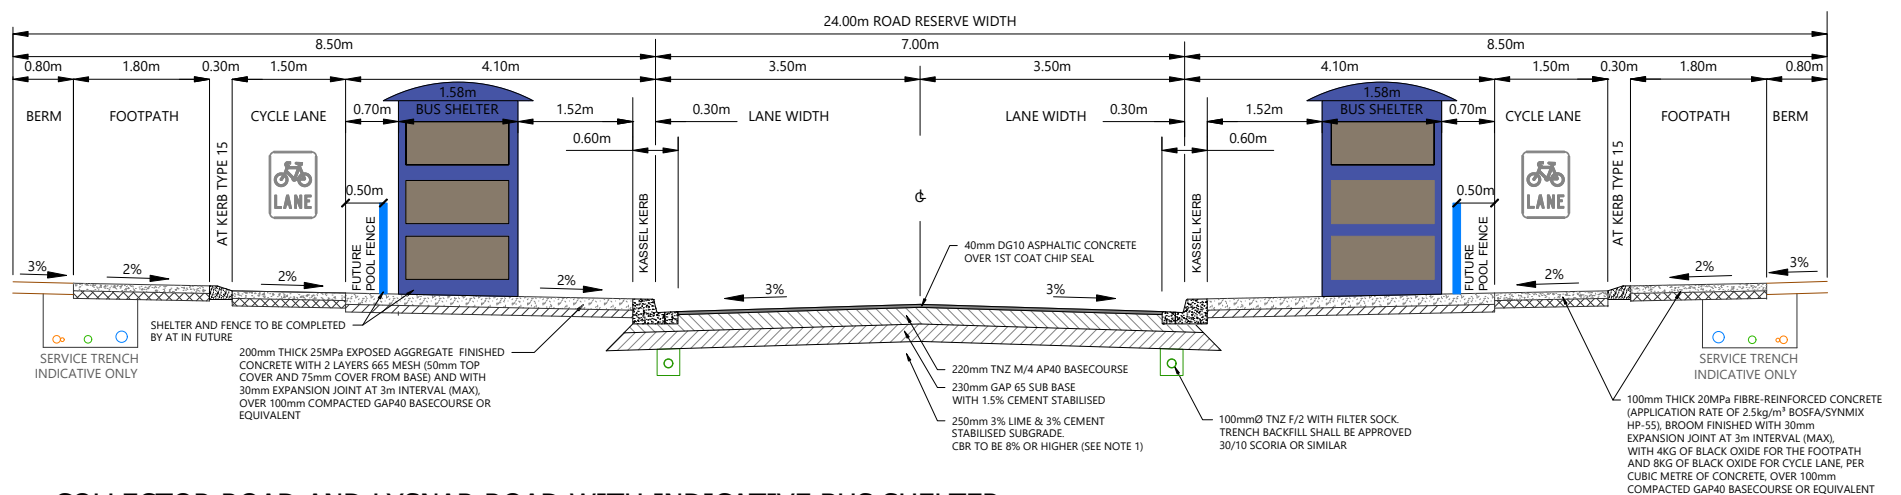 24.00m ROAD RESERVE WIDTH
8.50m 7.00m 8.50m
0.80m 1.80m 0.30m 1.50m 4.10m 3.50m 3.50m 4.10m 1.50m 0.30m 1.80m 0.80m
1.58m 1.58m
BERM FOOTPATH CYCLE LANE 0.70m BUS SHELTER 1.52m 0.30m LANE WIDTH LANE WIDTH 0.30m 1.52m BUS SHELTER 0.70m CYCLE LANE FOOTPATH BERM
0.60m 0.60m
AT KERB TYPE 15
LANE
0.50m
FUTURE
POOL FENCE
KASSEL KERB
℄
KASSEL KERB
0.50m
FUTURE
POOL FENCE
LANE
AT KERB TYPE 15
3% 2% 2% 2% 3% 3% 2% 2% 3%
40mm DG10 ASPHALTIC CONCRETE
OVER 1ST COAT CHIP SEAL
SHELTER AND FENCE TO BE COMPLETED
BY AT IN FUTURE
SERVICE TRENCH
INDICATIVE ONLY
200mm THICK 25MPa EXPOSED AGGREGATE FINISHED
CONCRETE WITH 2 LAYERS 665 MESH (50mm TOP
COVER AND 75mm COVER FROM BASE) AND WITH
30mm EXPANSION JOINT AT 3m INTERVAL (MAX),
OVER 100mm COMPACTED GAP40 BASECOURSE OR
EQUIVALENT
220mm TNZ M/4 AP40 BASECOURSE
230mm GAP 65 SUB BASE
WITH 1.5% CEMENT STABILISED
250mm 3% LIME & 3% CEMENT
STABILISED SUBGRADE.
CBR TO BE 8% OR HIGHER (SEE NOTE 1)
100mmØ TNZ F/2 WITH FILTER SOCK.
TRENCH BACKFILL SHALL BE APPROVED
30/10 SCORIA OR SIMILAR
SERVICE TRENCH
INDICATIVE ONLY
100mm THICK 20MPa FIBRE-REINFORCED CONCRETE
(APPLICATION RATE OF 2.5kg/m³ BOSFA/SYNMIX
HP-55), BROOM FINISHED WITH 30mm
EXPANSION JOINT AT 3m INTERVAL (MAX),
WITH 4KG OF BLACK OXIDE FOR THE FOOTPATH
AND 8KG OF BLACK OXIDE FOR CYCLE LANE, PER
CUBIC METRE OF CONCRETE, OVER 100mm
COMPACTED GAP40 BASECOURSE OR EQUIVALENT
COLLECTOR ROAD AND LYSNAR ROAD WITH INDICATIVE BUS SHELTER